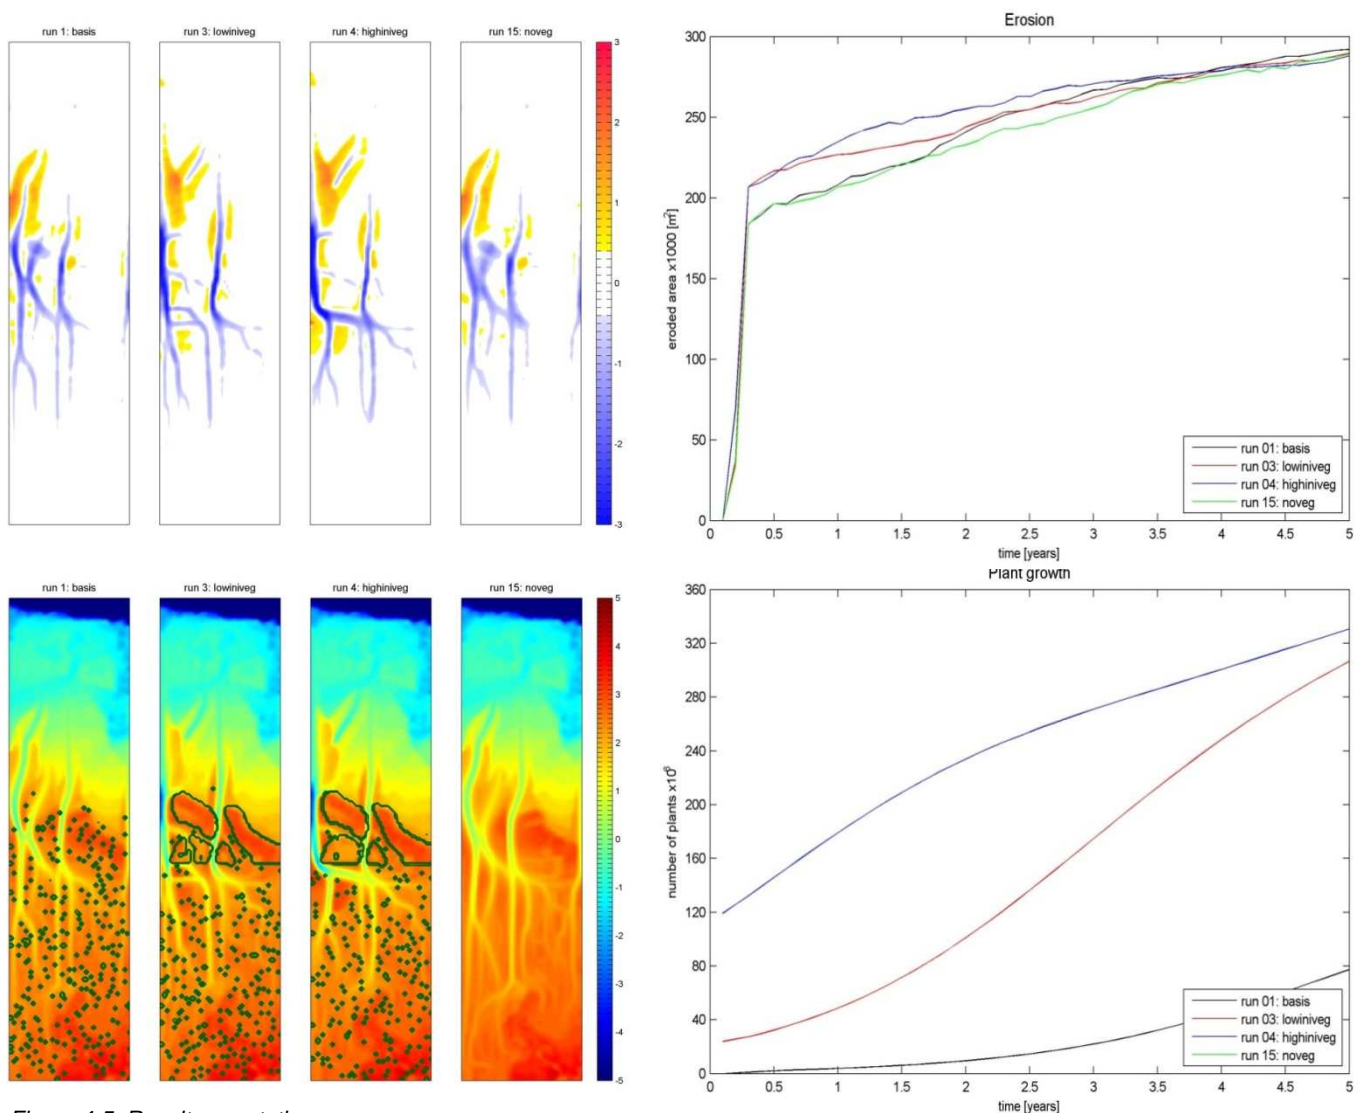 run 1: basis
run 3: lowiniveg
run 4: highiniveg
run 15: noveg
3
2
1
0
-1
-2
-3
Erosion
300
250
200
150
100
50
0
eroded area x1000 [m²]
0
0.5
1
1.5
2
2.5
3
3.5
4
4.5
5
time [years]
run 01: basis
run 03: lowiniveg
run 04: highiniveg
run 15: noveg
run 1: basis
run 3: lowiniveg
run 4: highiniveg
run 15: noveg
5
4
3
2
1
0
-1
-2
-3
-4
-5
Plant growth
360
320
280
240
200
160
120
80
40
0
number of plants x10⁶
0
0.5
1
1.5
2
2.5
3
3.5
4
4.5
5
time [years]
run 01: basis
run 03: lowiniveg
run 04: highiniveg
run 15: noveg